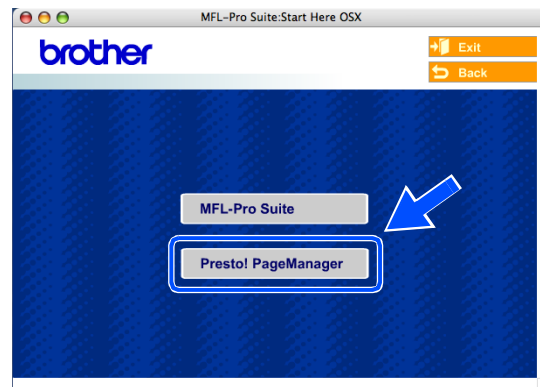 MFL-Pro Suite:Start Here OSX
brother
Exit
Back
MFL-Pro Suite
Presto! PageManager